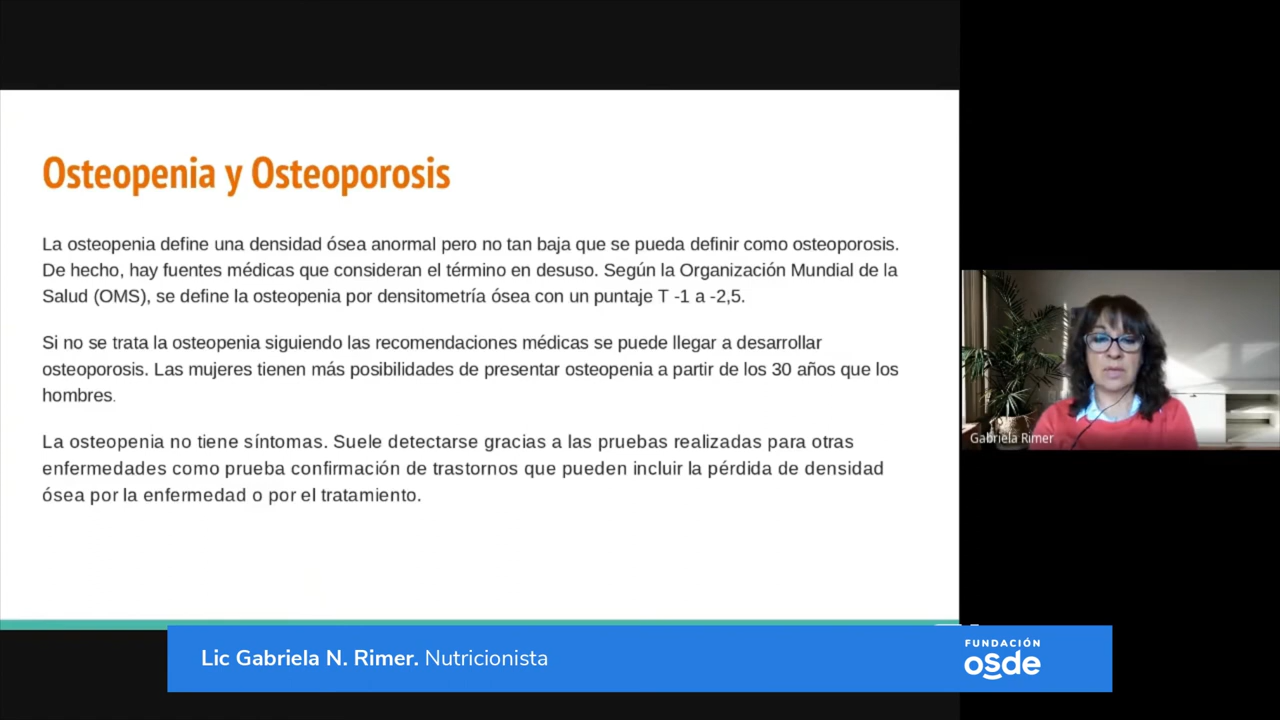 Osteopenia y Osteoporosis
La osteopenia define una densidad ósea anormal pero no tan baja que se pueda definir como osteoporosis.
De hecho, hay fuentes médicas que consideran el término en desuso. Según la Organización Mundial de la
Salud (OMS), se define la osteopenia por densitometría ósea con un puntaje T -1 a -2,5.
Si no se trata la osteopenia siguiendo las recomendaciones médicas se puede llegar a desarrollar
osteoporosis. Las mujeres tienen más posibilidades de presentar osteopenia a partir de los 30 años que los
hombres.
La osteopenia no tiene síntomas. Suele detectarse gracias a las pruebas realizadas para otras
enfermedades como prueba confirmación de trastornos que pueden incluir la pérdida de densidad
ósea por la enfermedad o por el tratamiento.
Gabriela Rimer
Lic Gabriela N. Rimer. Nutricionista
FUNDACIÓN
osde